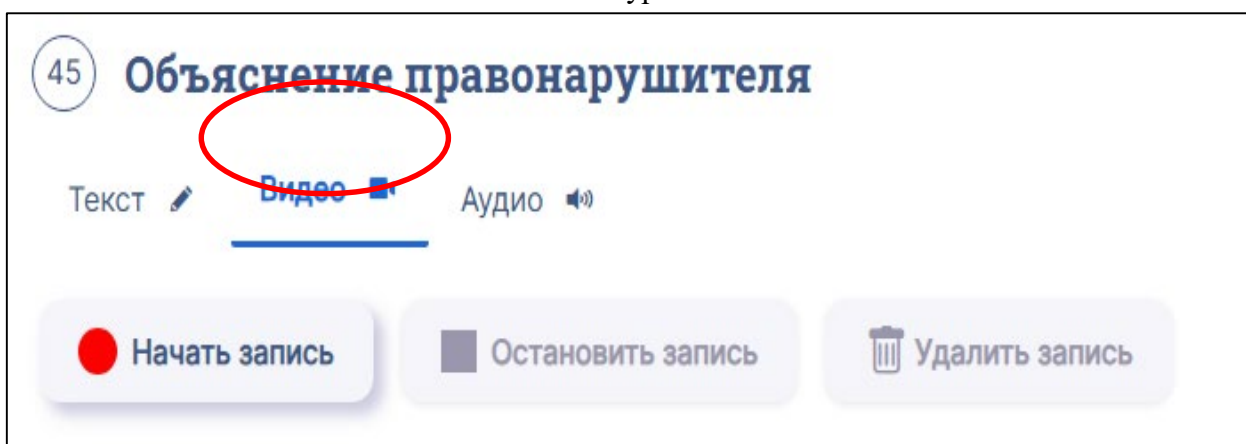 45 Объяснение правонарушителя
Текст Видео Аудио
Начать запись Остановить запись Удалить запись